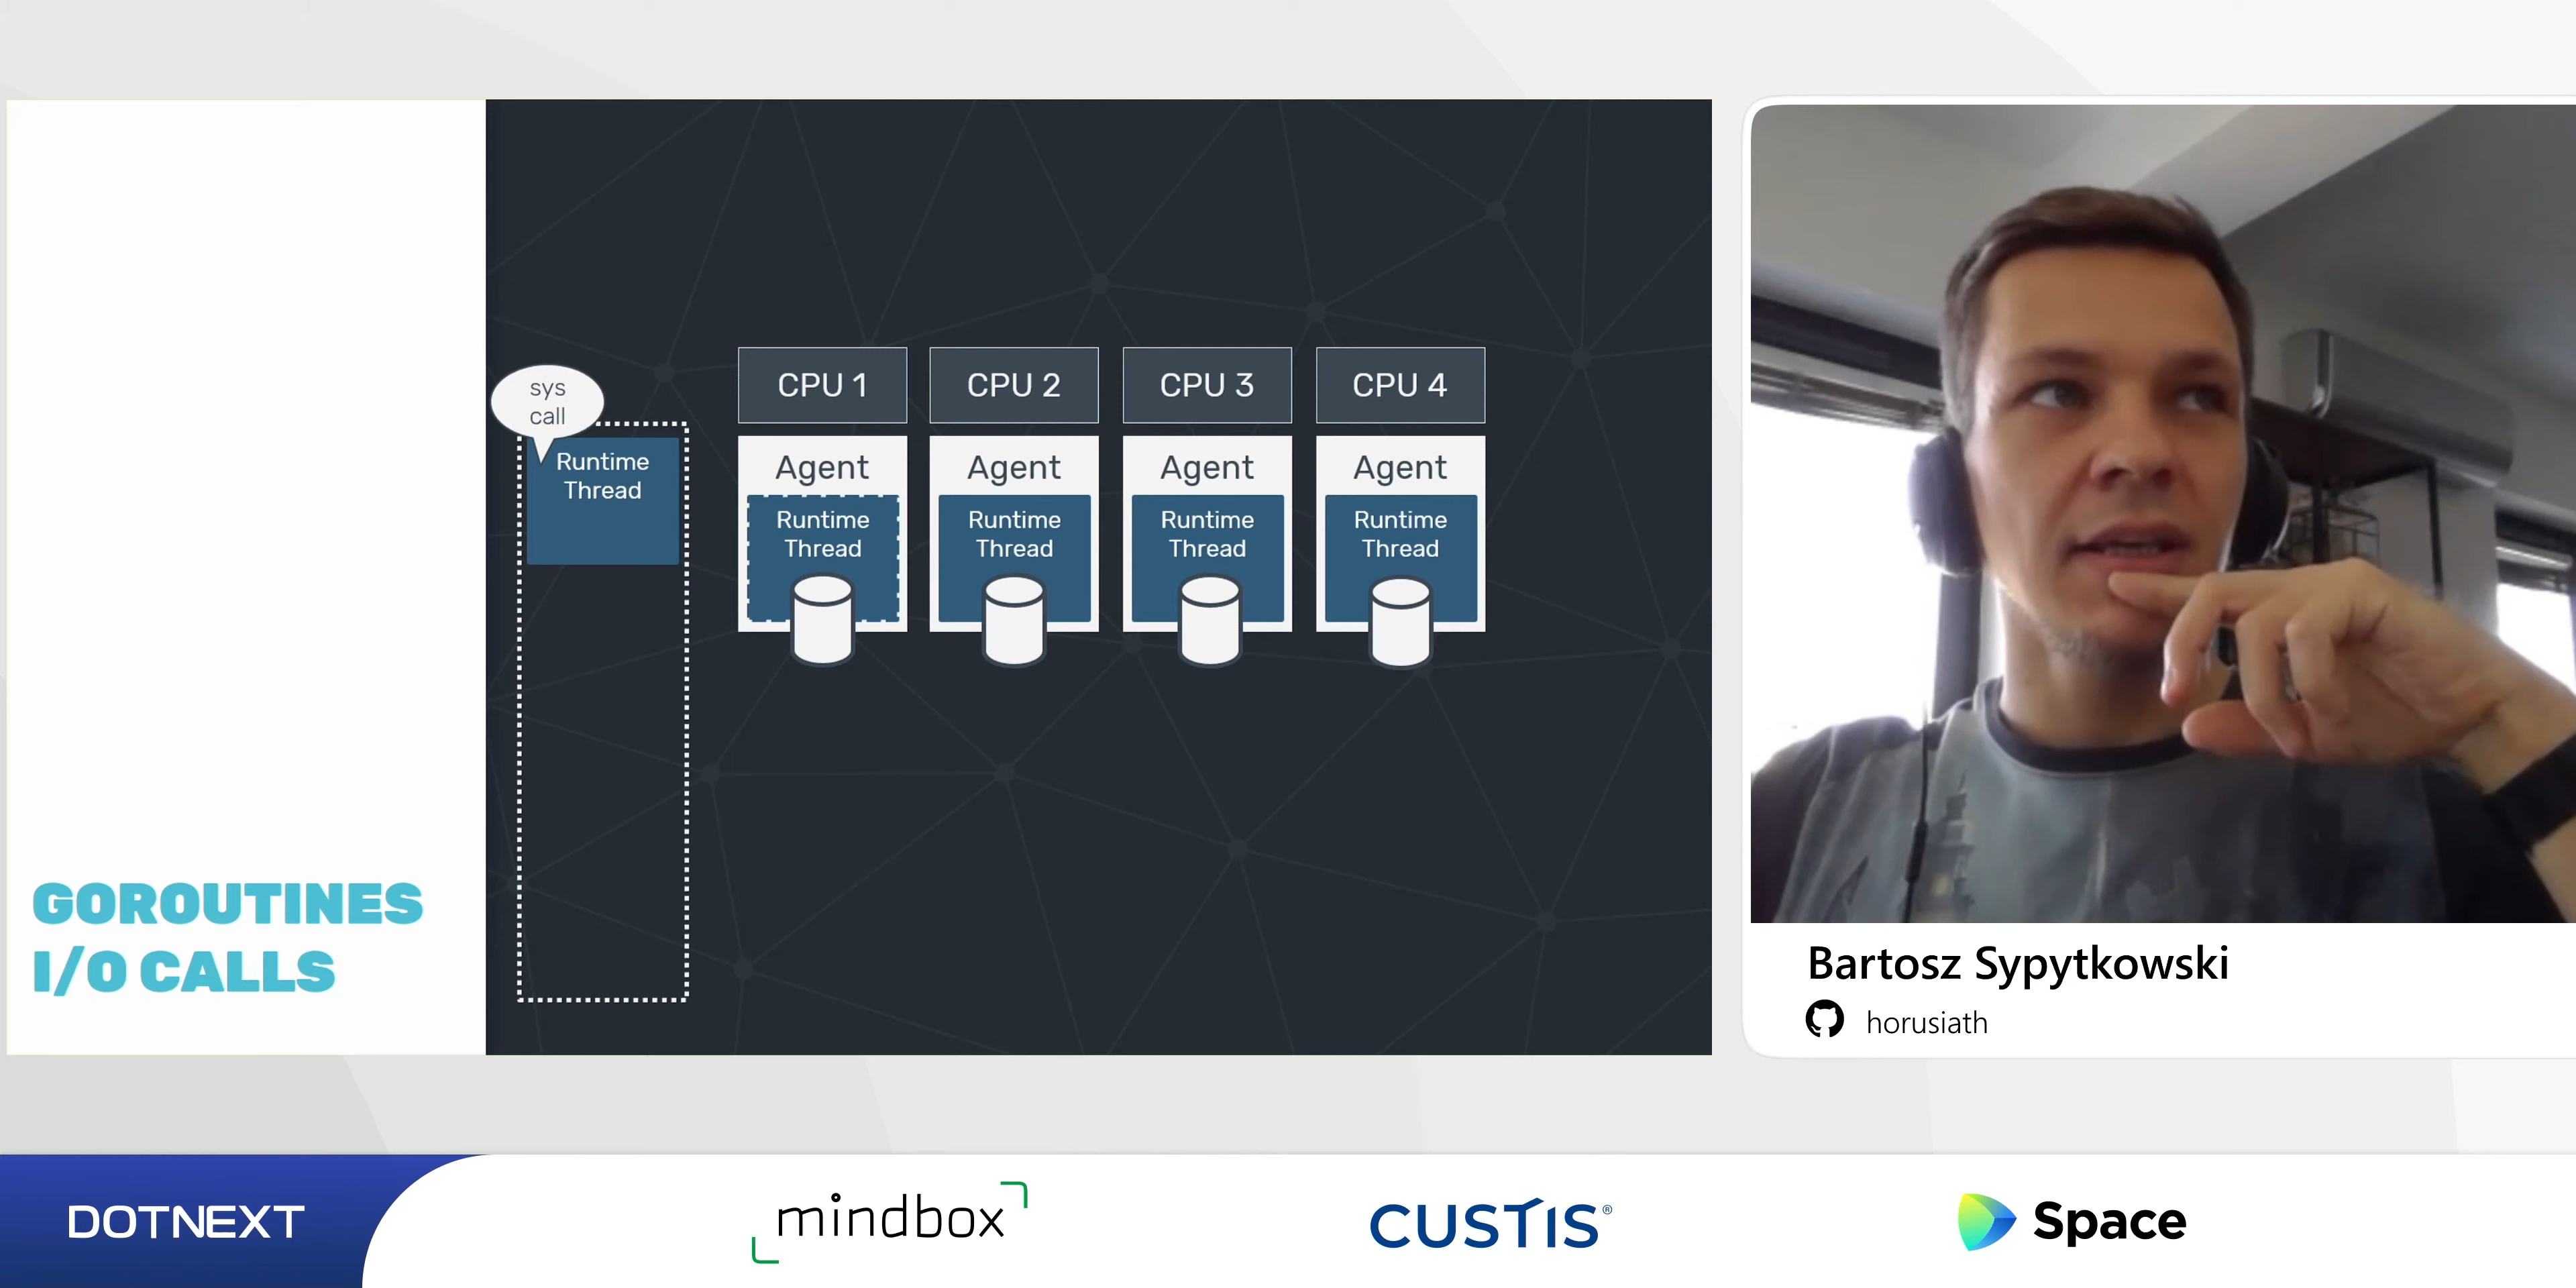 sys
call
Runtime
Thread
CPU 1
CPU 2
CPU 3
CPU 4
Agent
Agent
Agent
Agent
Runtime
Thread
Runtime
Thread
Runtime
Thread
Runtime
Thread
GOROUTINES
I/O CALLS
Bartosz Sypytkowski
horusiath
DOTNEXT
mindbox
CUSTIS®
Space